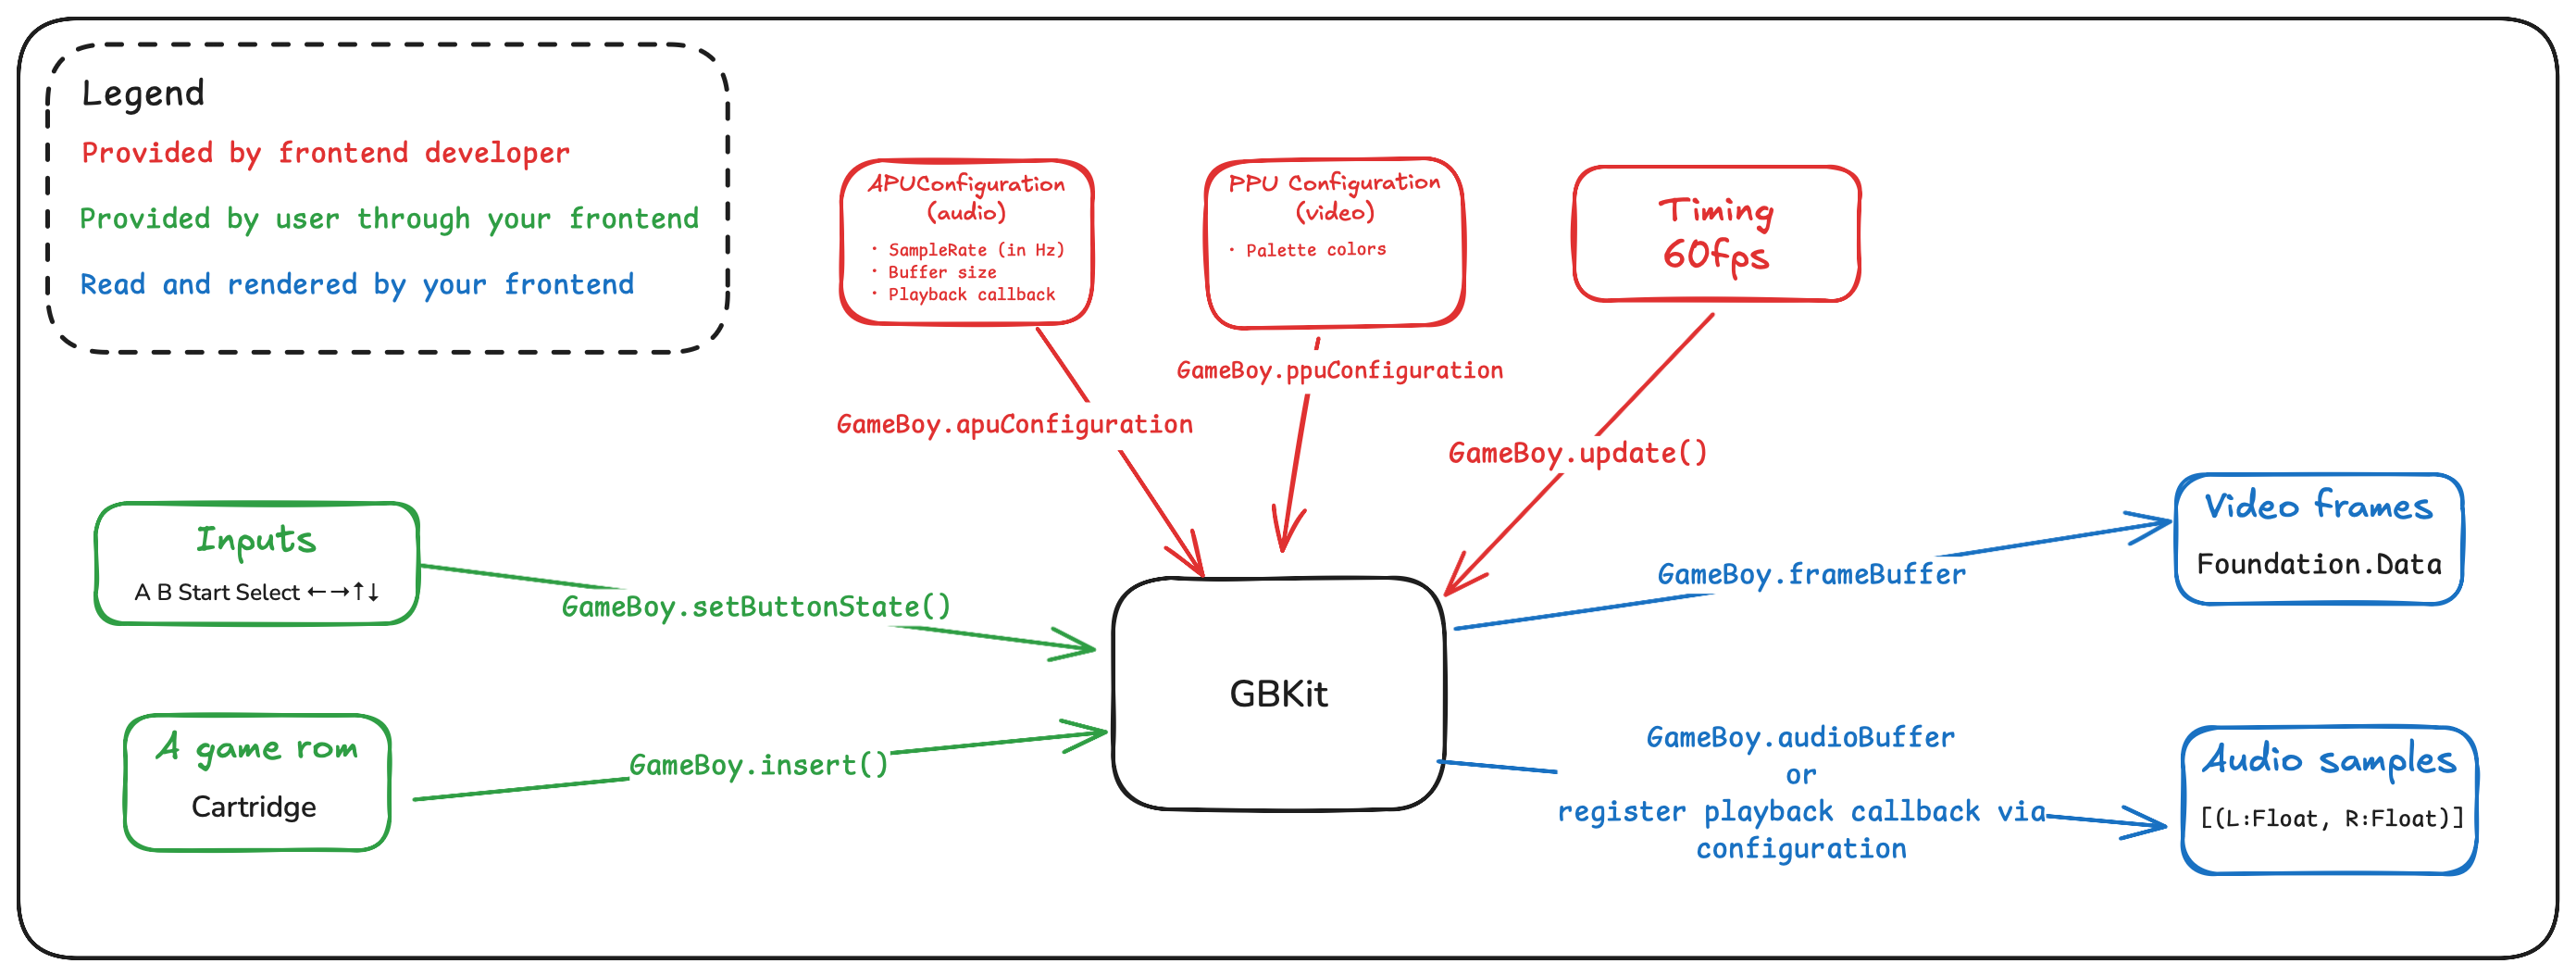 Legend
Provided by frontend developer
Provided by user through your frontend
Read and rendered by your frontend
APUConfiguration
(audio)
· SampleRate (in Hz)
· Buffer size
· Playback callback
PPU Configuration
(video)
· Palette colors
Timing
60fps
GameBoy.apuConfiguration
GameBoy.ppuConfiguration
GameBoy.update()
Inputs
A B Start Select ←→↑↓
GameBoy.setButtonState()
A game rom
Cartridge
GameBoy.insert()
GBKit
GameBoy.frameBuffer
Video frames
Foundation.Data
GameBoy.audioBuffer
or
register playback callback via
configuration
Audio samples
[(L:Float, R:Float)]